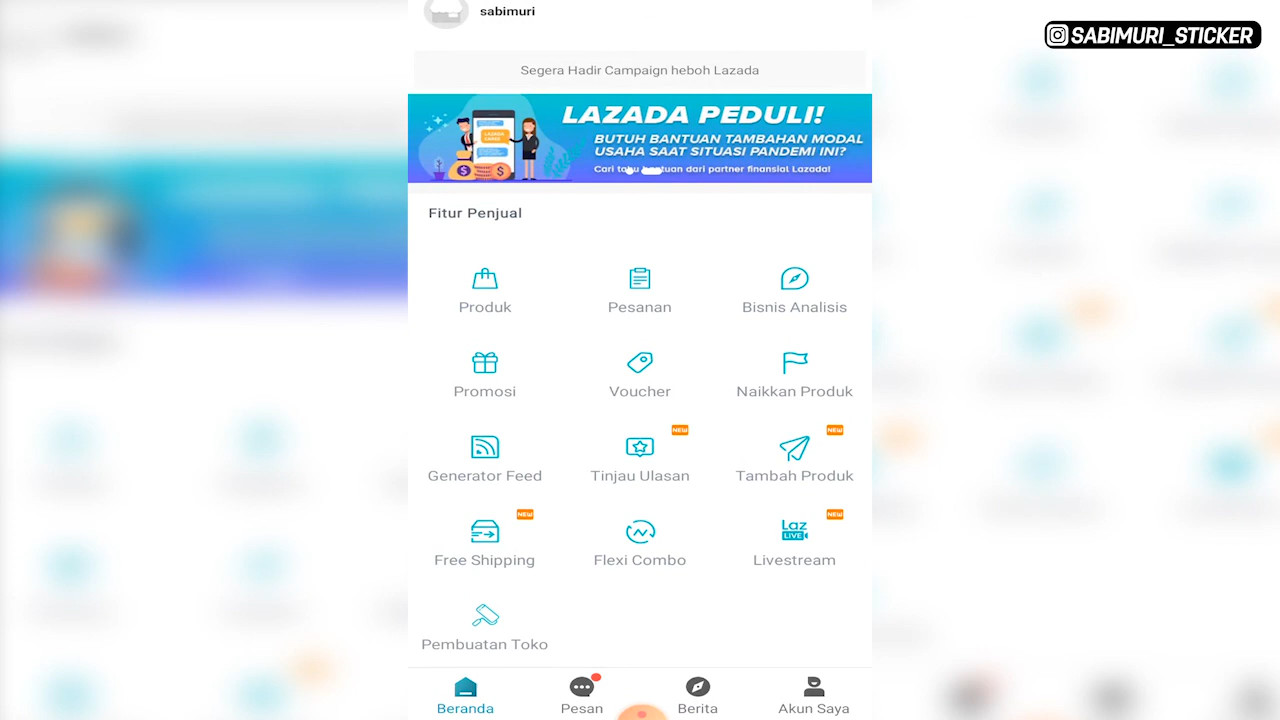 sabimuri
SABIMURI_STICKER
Segera Hadir Campaign heboh Lazada
LAZADA PEDULI!
BUTUH BANTUAN TAMBAHAN MODAL
USAHA SAAT SITUASI PANDEMI INI?
Cari dari partner finansial Lazada!
Fitur Penjual
Produk
Pesanan
Bisnis Analisis
Promosi
Voucher
Naikkan Produk
NEW
NEW
Generator Feed
Tinjau Ulasan
Tambah Produk
NEW
NEW
Laz
LIVE
Free Shipping
Flexi Combo
Livestream
Pembuatan Toko
Beranda
Pesan
Berita
Akun Saya